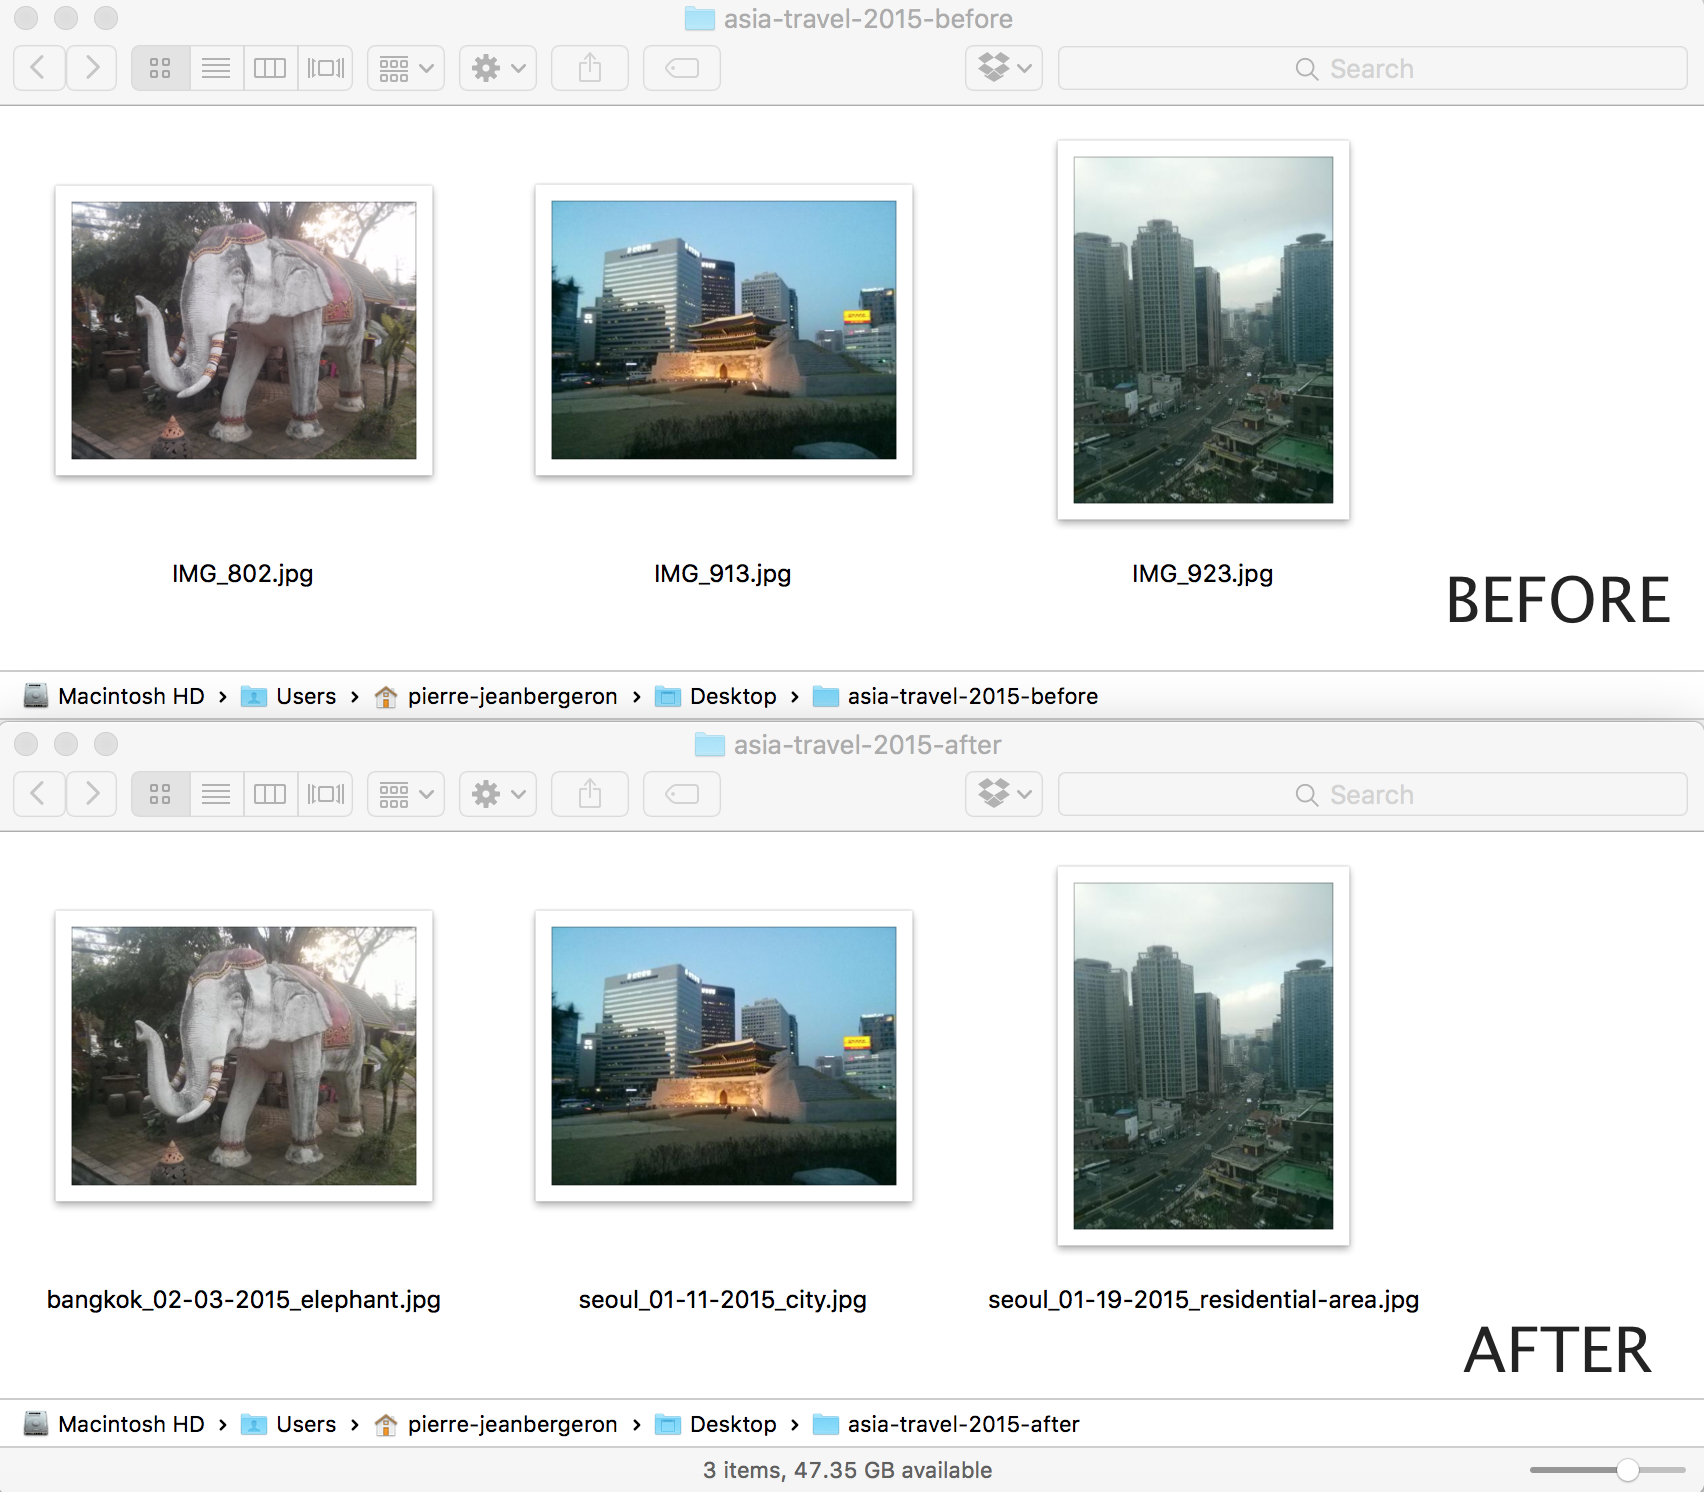 asia-travel-2015-before
Search
IMG_802.jpg
IMG_913.jpg
IMG_923.jpg
BEFORE
Macintosh HD › Users › pierre-jeanbergeron › Desktop › asia-travel-2015-before
asia-travel-2015-after
Search
bangkok_02-03-2015_elephant.jpg
seoul_01-11-2015_city.jpg
seoul_01-19-2015_residential-area.jpg
AFTER
Macintosh HD › Users › pierre-jeanbergeron › Desktop › asia-travel-2015-after
3 items, 47.35 GB available